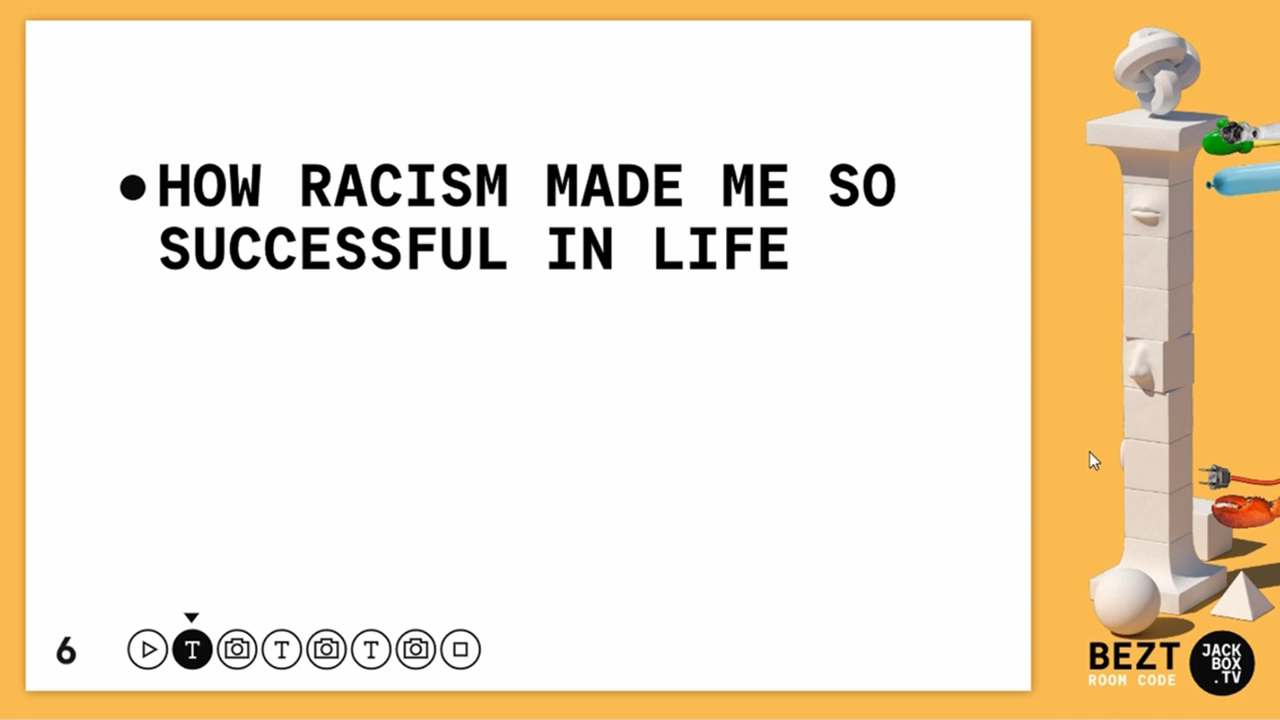 •HOW RACISM MADE ME SO
SUCCESSFUL IN LIFE
6
T T T
BEZT
ROOM CODE
JACK
BOX
.TV